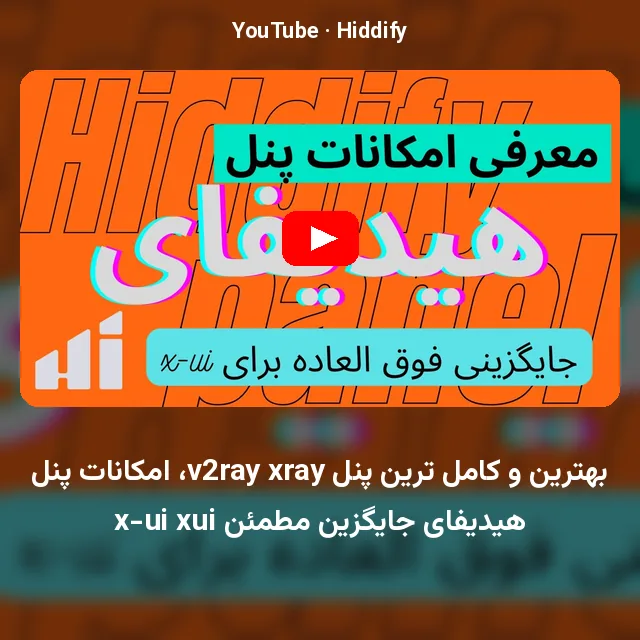 YouTube · Hiddify
Hiddify
panel
معرفی امکانات پنل
هیدیفای
Hi
جایگزینی فوق العاده برای x-ui
بهترین و کامل ترین پنل v2ray xray، امکانات پنل
هیدیفای جایگزین مطمئن x-ui xui